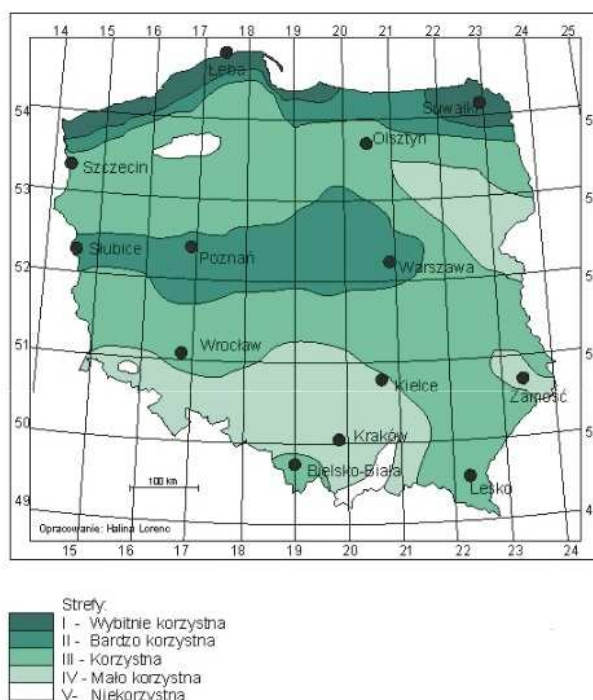 14 15 16 17 18 19 20 21 22 23 24 25
Łeba
54
Suwałki
Olsztyn
Szczecin
53
Słubice
Poznań
Warszawa
52
Wrocław
51
Kielce
Zamość
Kraków
50
Bielsko-Biała
Lesko
100 km
49
Opracowanie: Halina Lorenc
15 16 17 18 19 20 21 22 23 24
Strefy:
I - Wybitnie korzystna
II - Bardzo korzystna
III - Korzystna
IV - Mało korzystna
V- Niekorzystna